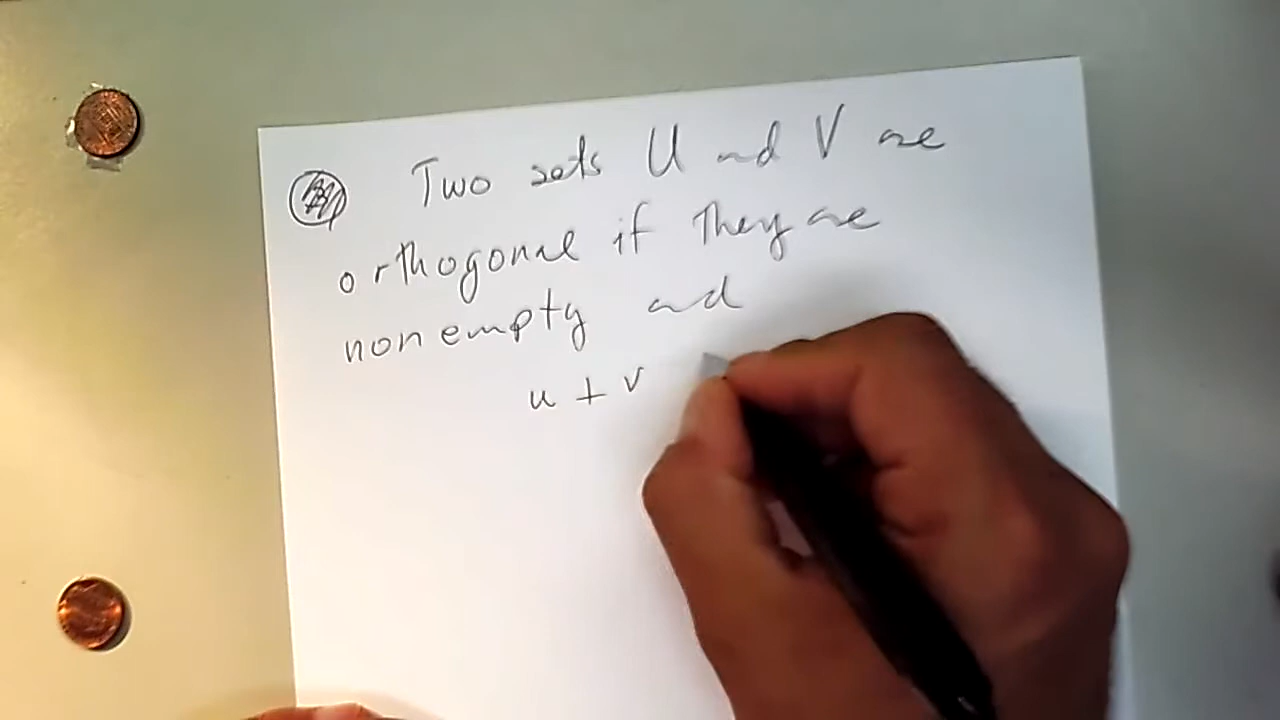 Two sets U and V are
orthogonal if they are
nonempty and
u ⊥ v